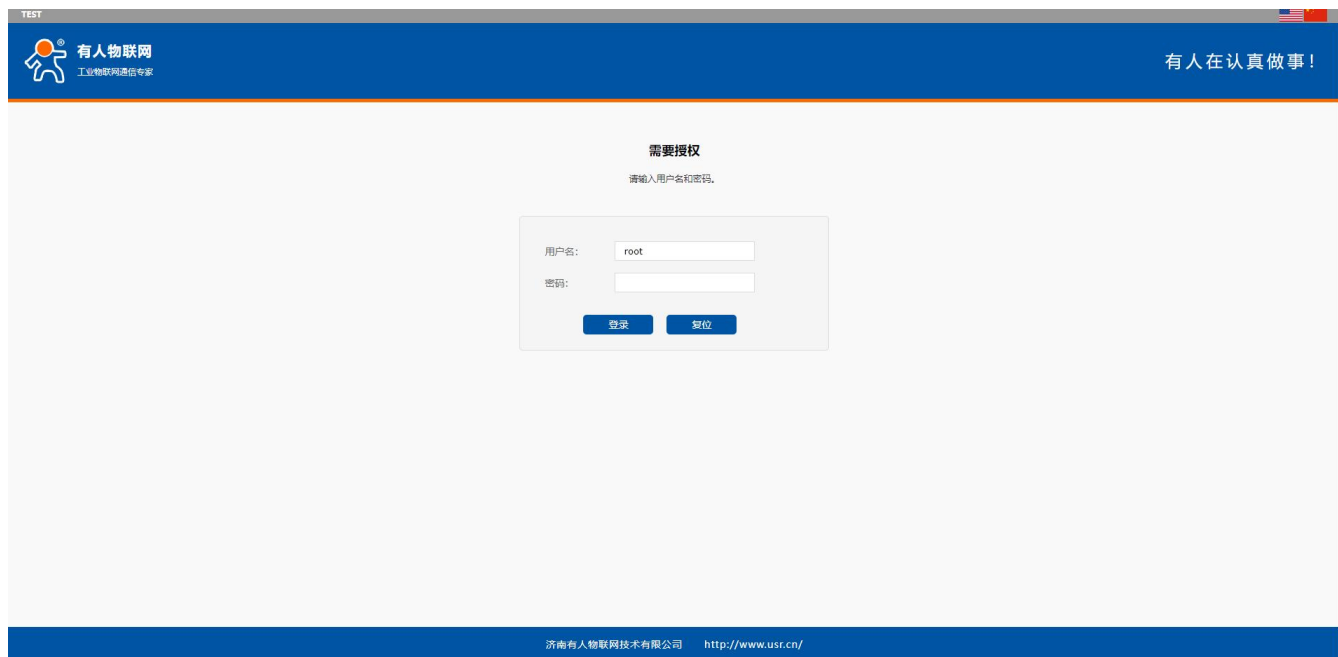 TEST
有人物联网
工业物联网通信专家
有人在认真做事！
需要授权
请输入用户名和密码。
用户名： root
密码：
登录 复位
济南有人物联网技术有限公司 http://www.usr.cn/